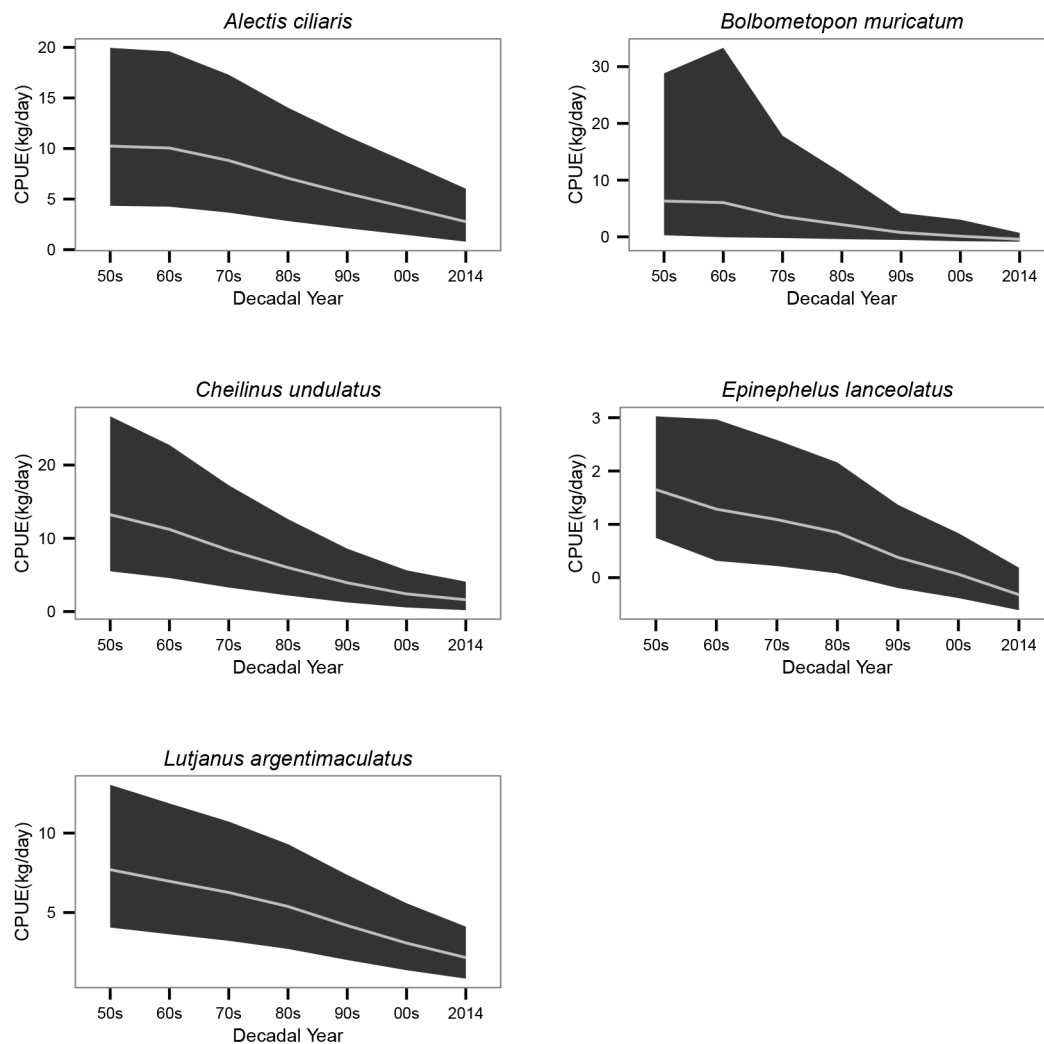 Alectis ciliaris
CPUE(kg/day)
20
15
10
5
0
50s 60s 70s 80s 90s 00s 2014
Decadal Year
Bolbometopon muricatum
CPUE(kg/day)
30
20
10
0
50s 60s 70s 80s 90s 00s 2014
Decadal Year
Cheilinus undulatus
CPUE(kg/day)
20
10
0
50s 60s 70s 80s 90s 00s 2014
Decadal Year
Epinephelus lanceolatus
CPUE(kg/day)
3
2
1
0
50s 60s 70s 80s 90s 00s 2014
Decadal Year
Lutjanus argentimaculatus
CPUE(kg/day)
10
5
50s 60s 70s 80s 90s 00s 2014
Decadal Year